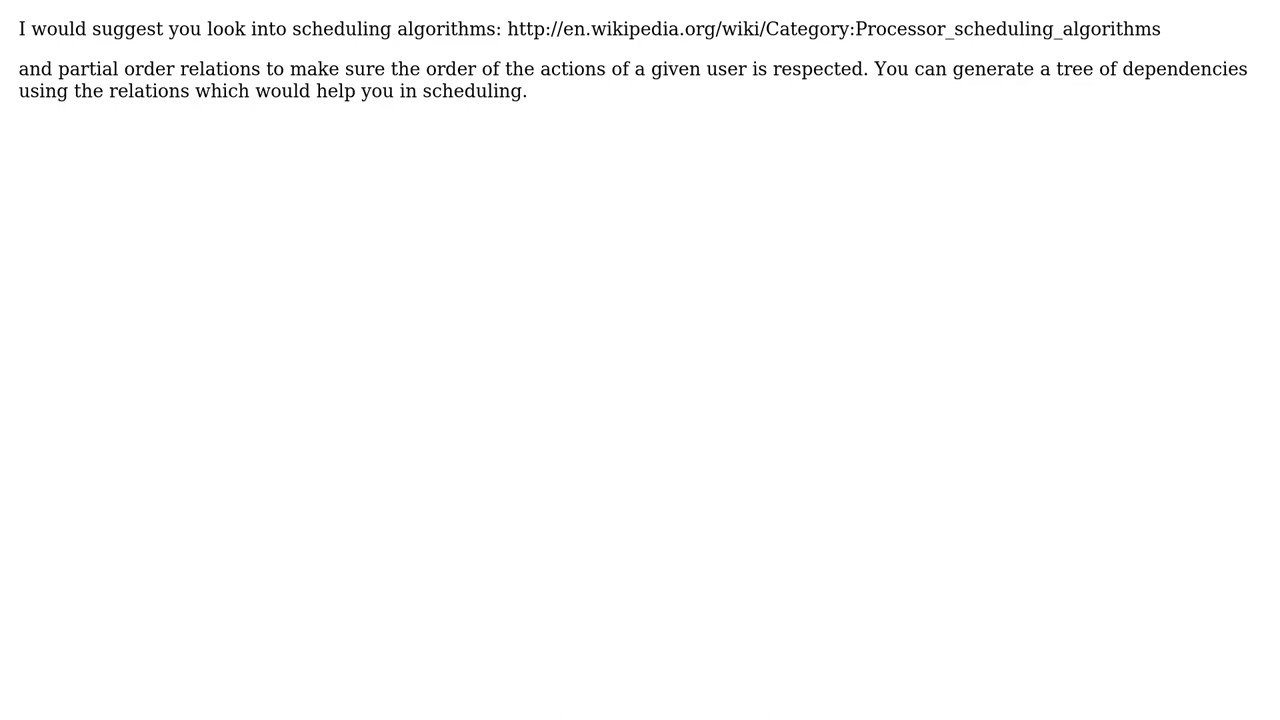 I would suggest you look into scheduling algorithms: http://en.wikipedia.org/wiki/Category:Processor_scheduling_algorithms
and partial order relations to make sure the order of the actions of a given user is respected. You can generate a tree of dependencies
using the relations which would help you in scheduling.